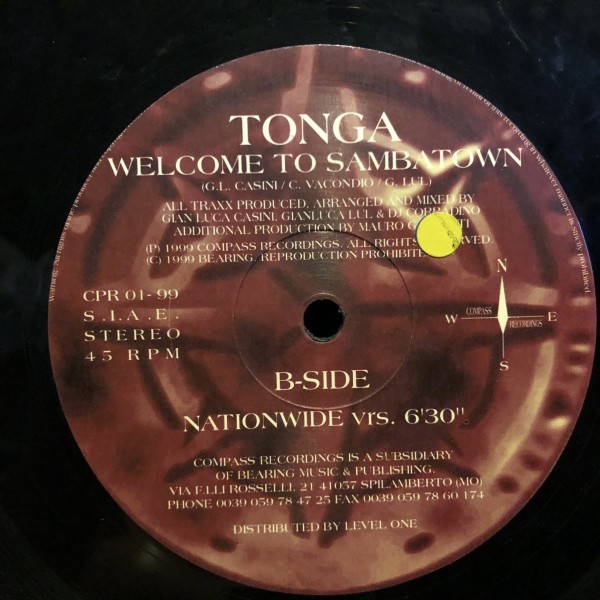 TONGA
WELCOME TO SAMBATOWN
(G.L. CASINI / C. VACONDIO / G. LUL)
ALL TRAXX PRODUCED, ARRANGED AND MIXED BY
GIAN LUCA CASINI, GIANLUCA LUL & DJ CORRADINO
ADDITIONAL PRODUCTION BY MAURO
(P) 1999 COMPASS RECORDINGS. ALL RIGHTS
(C) 1999 BEARING. REPRODUCTION PROHIBITED
CPR 01-99
S.I.A.E.
STEREO
45 RPM
N
W COMPASS RECORDINGS E
S
B-SIDE
NATIONWIDE vrs. 6'30"
COMPASS RECORDINGS IS A SUBSIDIARY
OF BEARING MUSIC & PUBLISHING.
VIA F.LLI ROSSELLI, 21 41057 SPILAMBERTO (MO)
PHONE 0039 059 78 47 25 FAX 0039 059 78 60 174
DISTRIBUTED BY LEVEL ONE